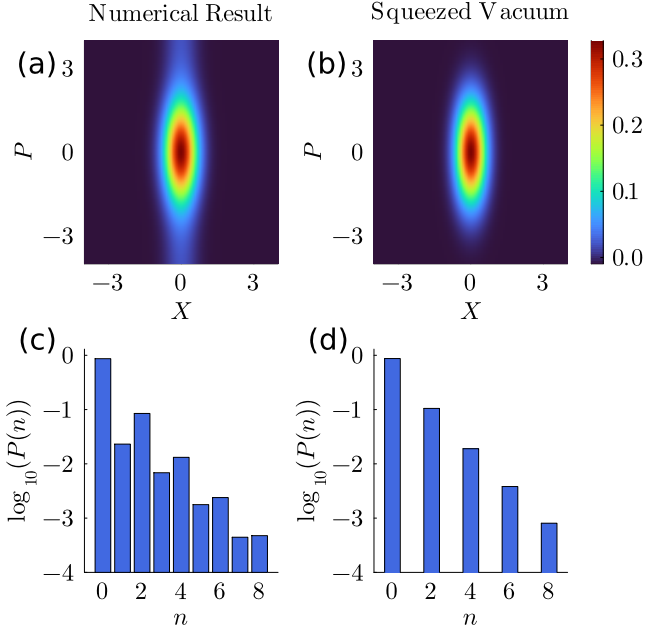 Numerical Result
Squeezed Vacuum
(a)
3
0
−3
P
−3 0 3
X
(b)
3
0
−3
P
−3 0 3
X
0.3
0.2
0.1
0.0
(c)
0
−1
−2
−3
−4
log₁₀(P(n))
0 2 4 6 8
n
(d)
0
−1
−2
−3
−4
log₁₀(P(n))
0 2 4 6 8
n